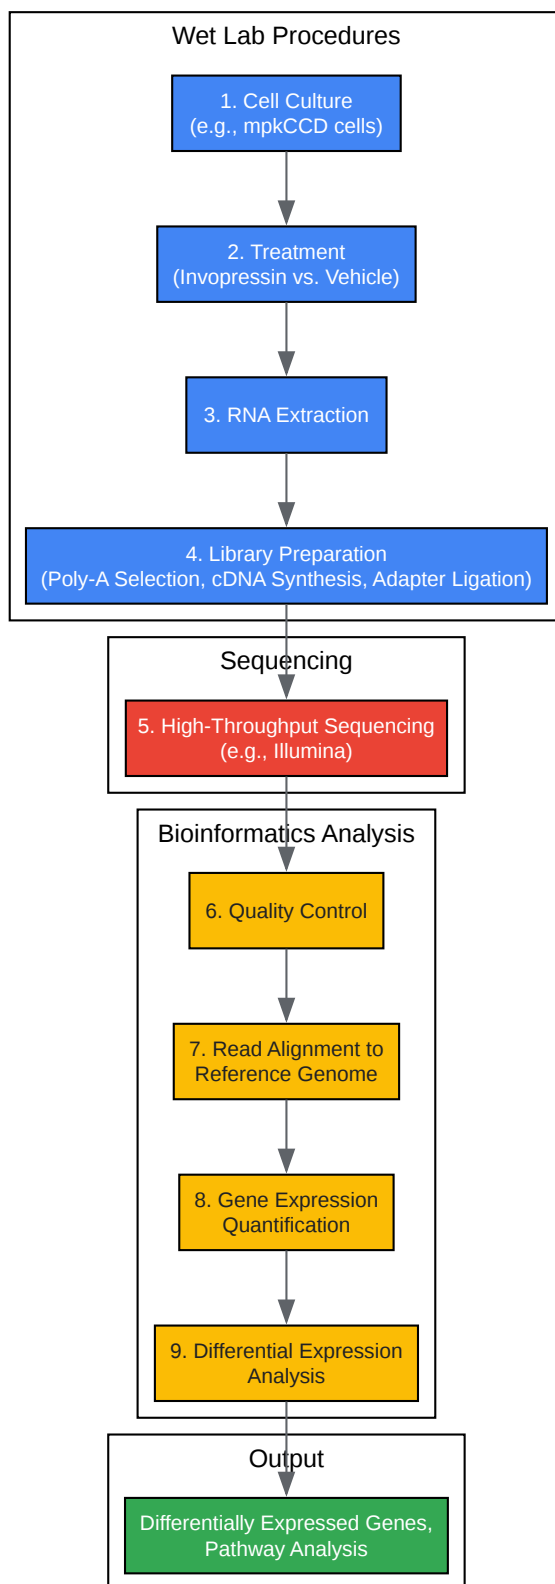 Wet Lab Procedures
1. Cell Culture
(e.g., mpkCCD cells)
2. Treatment
(Invopressin vs. Vehicle)
3. RNA Extraction
4. Library Preparation
(Poly-A Selection, cDNA Synthesis, Adapter Ligation)
Sequencing
5. High-Throughput Sequencing
(e.g., Illumina)
Bioinformatics Analysis
6. Quality Control
7. Read Alignment to
Reference Genome
8. Gene Expression
Quantification
9. Differential Expression
Analysis
Output
Differentially Expressed Genes,
Pathway Analysis